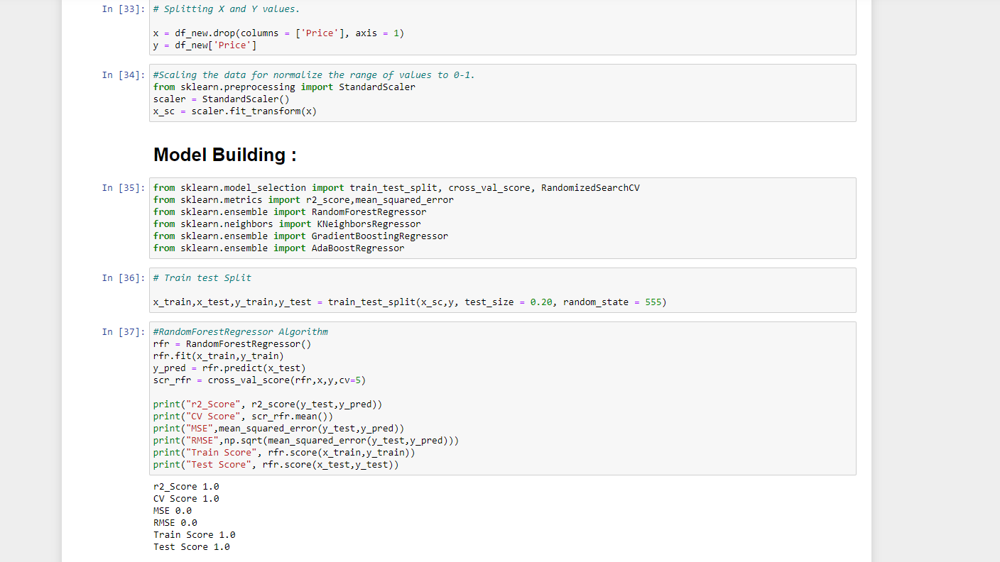 In [33]: # Splitting X and Y values.
x = df_new.drop(columns = ['Price'], axis = 1)
y = df_new['Price']
In [34]: #Scaling the data for normalize the range of values to 0-1.
from sklearn.preprocessing import StandardScaler
scaler = StandardScaler()
x_sc = scaler.fit_transform(x)
Model Building :
In [35]: from sklearn.model_selection import train_test_split, cross_val_score, RandomizedSearchCV
from sklearn.metrics import r2_score,mean_squared_error
from sklearn.ensemble import RandomForestRegressor
from sklearn.neighbors import KNeighborsRegressor
from sklearn.ensemble import GradientBoostingRegressor
from sklearn.ensemble import AdaBoostRegressor
In [36]: # Train test Split
x_train,x_test,y_train,y_test = train_test_split(x_sc,y, test_size = 0.20, random_state = 555)
In [37]: #RandomForestRegressor Algorithm
rfr = RandomForestRegressor()
rfr.fit(x_train,y_train)
y_pred = rfr.predict(x_test)
scr_rfr = cross_val_score(rfr,x,y,cv=5)
print("r2_Score", r2_score(y_test,y_pred))
print("CV Score", scr_rfr.mean())
print("MSE",mean_squared_error(y_test,y_pred))
print("RMSE",np.sqrt(mean_squared_error(y_test,y_pred)))
print("Train Score", rfr.score(x_train,y_train))
print("Test Score", rfr.score(x_test,y_test))
r2_Score 1.0
CV Score 1.0
MSE 0.0
RMSE 0.0
Train Score 1.0
Test Score 1.0